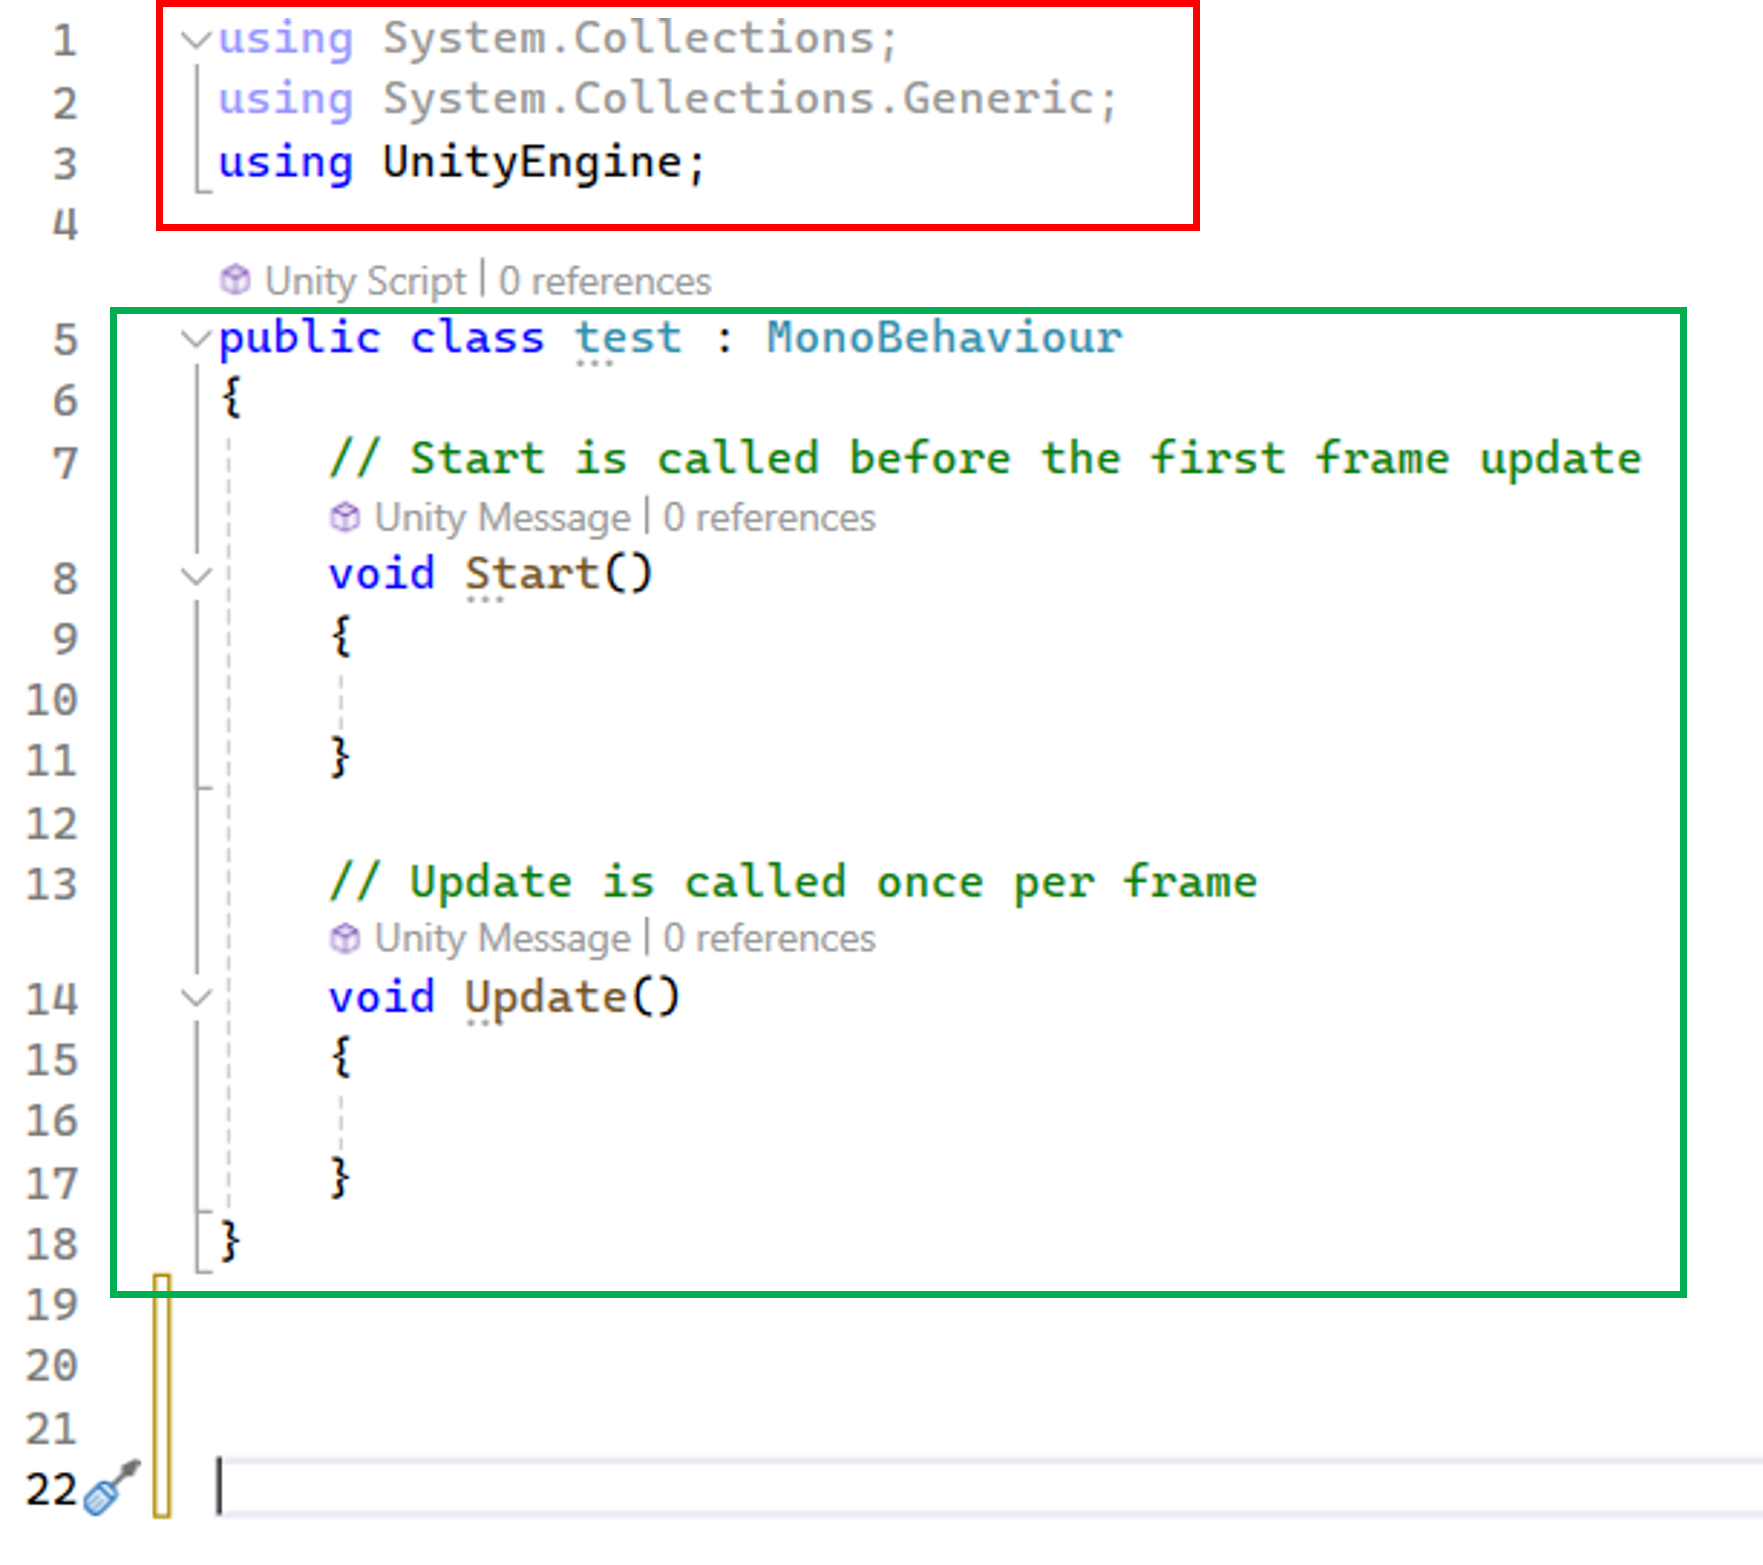 1 using System.Collections;
2 using System.Collections.Generic;
3 using UnityEngine;
4
Unity Script | 0 references
5 public class test : MonoBehaviour
6 {
7 // Start is called before the first frame update
Unity Message | 0 references
8 void Start()
9 {
10
11 }
12
13 // Update is called once per frame
Unity Message | 0 references
14 void Update()
15 {
16
17 }
18 }
19
20
21
22